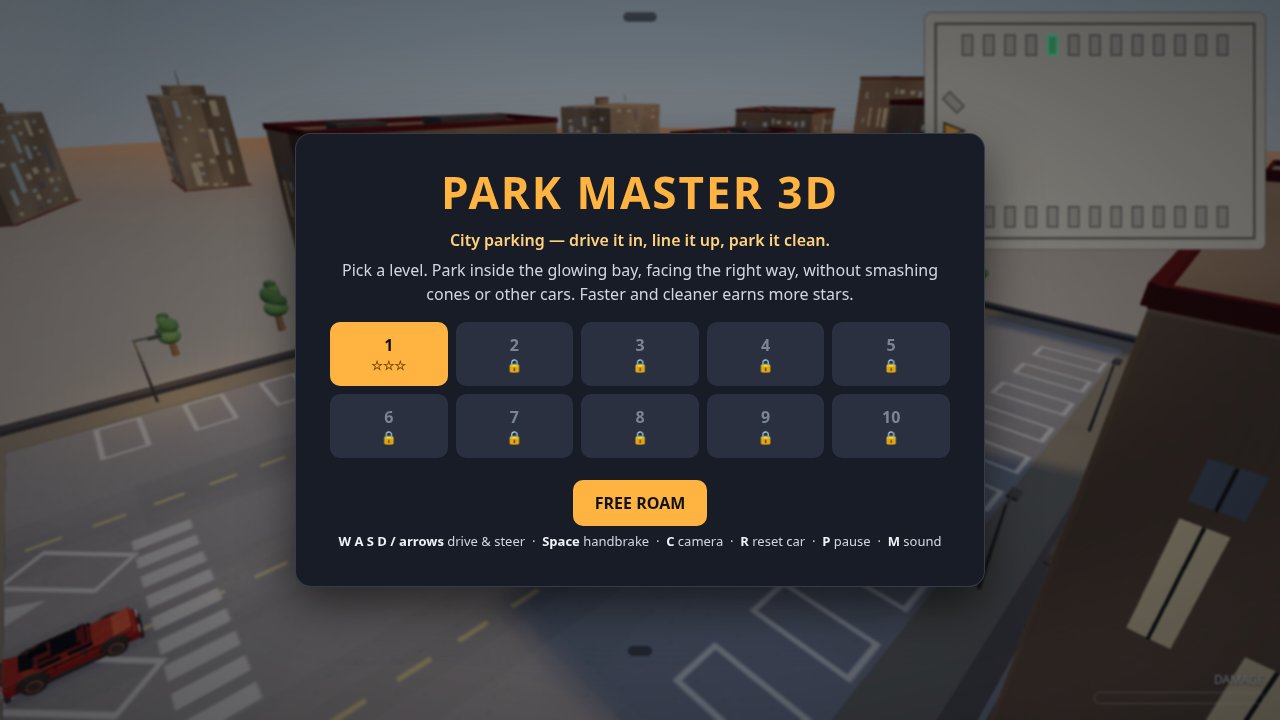 PARK MASTER 3D
City parking — drive it in, line it up, park it clean.
Pick a level. Park inside the glowing bay, facing the right way, without smashing
cones or other cars. Faster and cleaner earns more stars.
1 2 3 4 5
☆☆☆ 🔒 🔒 🔒 🔒
6 7 8 9 10
🔒 🔒 🔒 🔒 🔒
FREE ROAM
W A S D / arrows drive & steer · Space handbrake · C camera · R reset car · P pause · M sound
DAMAGE